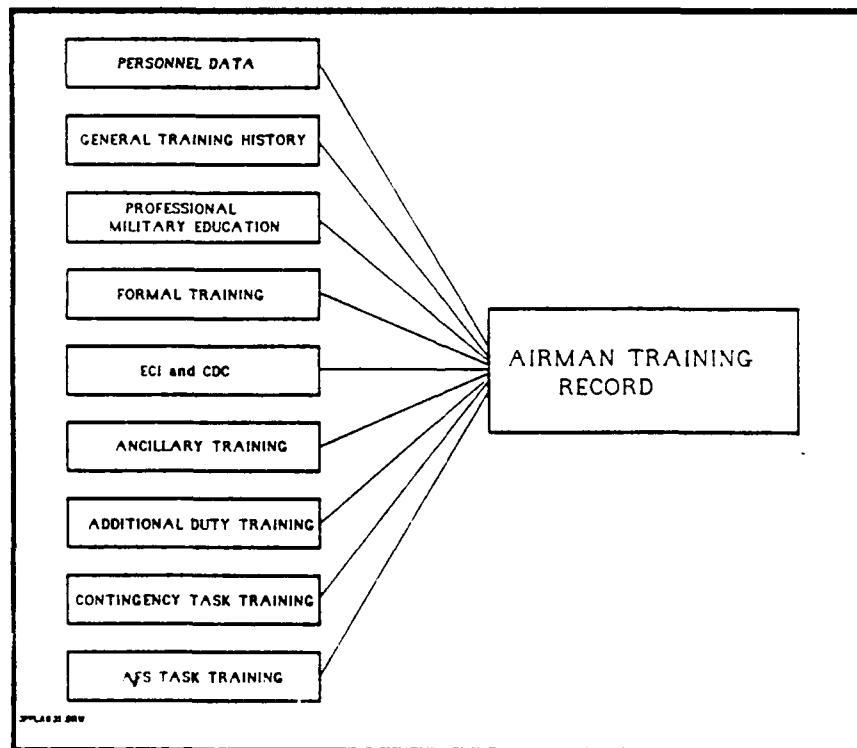 PERSONNEL DATA
GENERAL TRAINING HISTORY
PROFESSIONAL
MILITARY EDUCATION
FORMAL TRAINING
ECI and CDC
ANCILLARY TRAINING
ADDITIONAL DUTY TRAINING
CONTINGENCY TASK TRAINING
AFS TASK TRAINING
AIRMAN TRAINING
RECORD